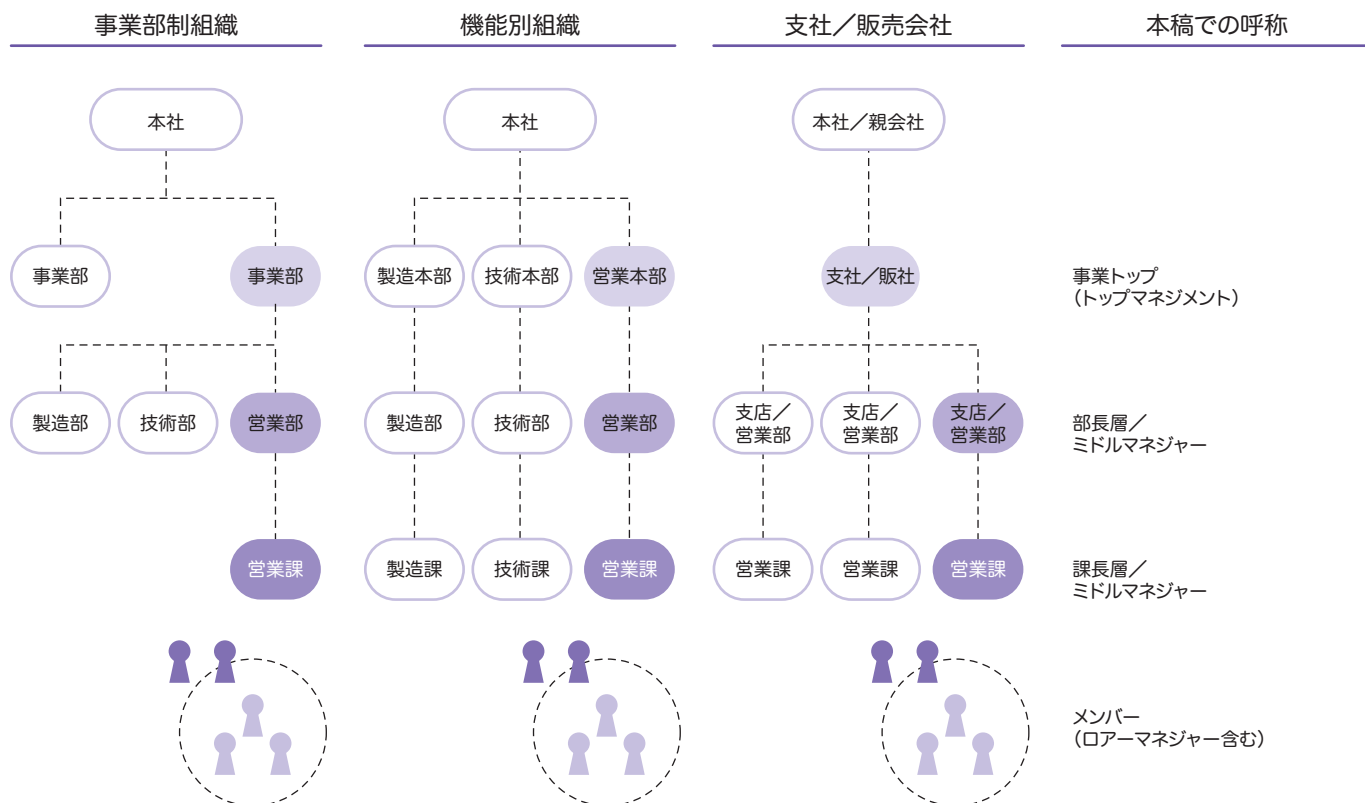 事業部制組織
機能別組織
支社／販売会社
本稿での呼称
本社
本社
本社／親会社
事業部
事業部
製造本部
技術本部
営業本部
支社／販社
事業トップ
（トップマネジメント）
製造部
技術部
営業部
製造部
技術部
営業部
支店／
営業部
支店／
営業部
支店／
営業部
部長層／
ミドルマネジャー
営業課
製造課
技術課
営業課
営業課
営業課
営業課
課長層／
ミドルマネジャー
メンバー
（ロアーマネジャー含む）